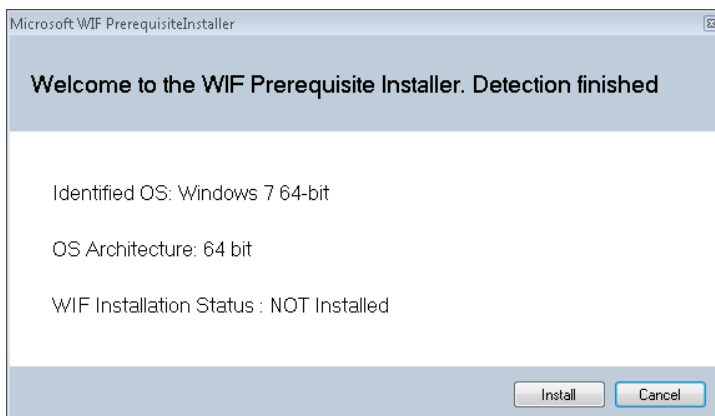 Microsoft WIF PrerequisiteInstaller
Welcome to the WIF Prerequisite Installer. Detection finished
Identified OS: Windows 7 64-bit
OS Architecture: 64 bit
WIF Installation Status : NOT Installed
Install Cancel